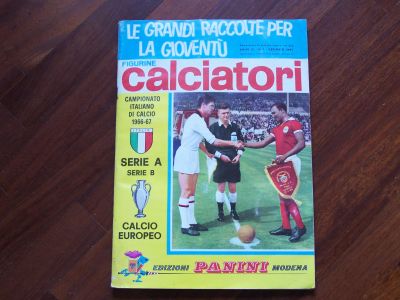 LE GRANDI RACCOLTE PER
LA GIOVENTÙ
FIGURINE
calciatori
CAMPIONATO
ITALIANO
DI CALCIO
1966-67
SERIE A
SERIE B
CALCIO
EUROPEO
EDIZIONI PANINI MODENA